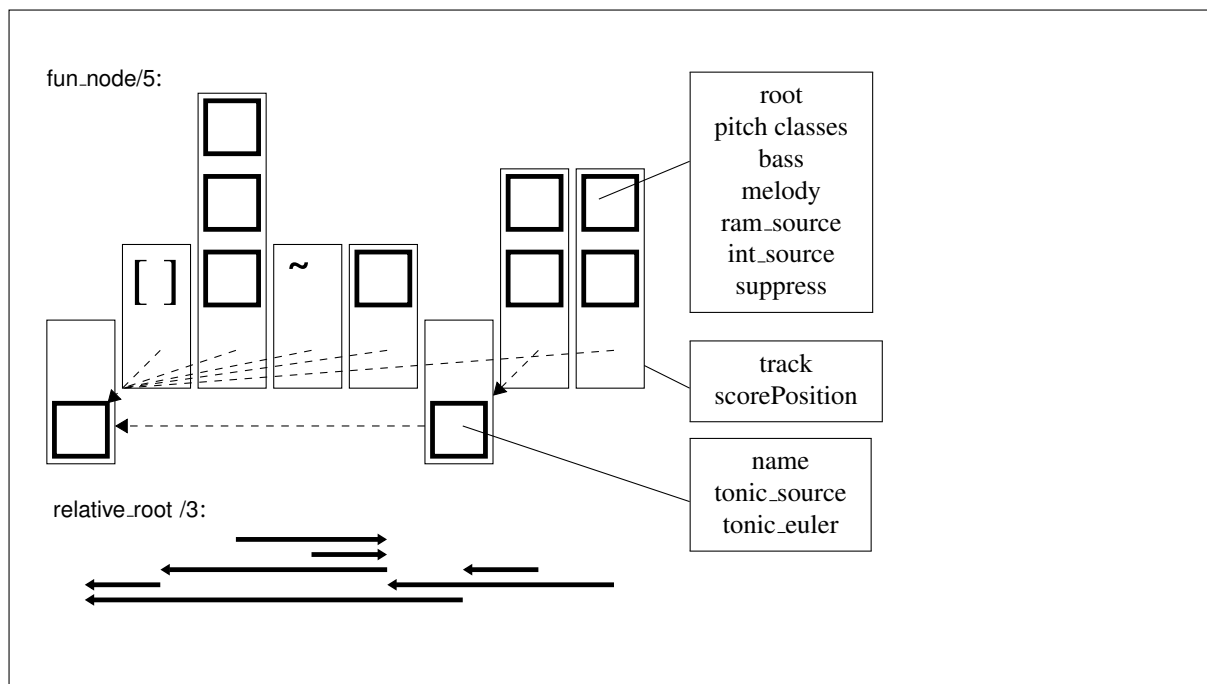 fun_node/5:
[ ]
~
root
pitch classes
bass
melody
ram_source
int_source
suppress
track
scorePosition
name
tonic_source
tonic_euler
relative_root /3: